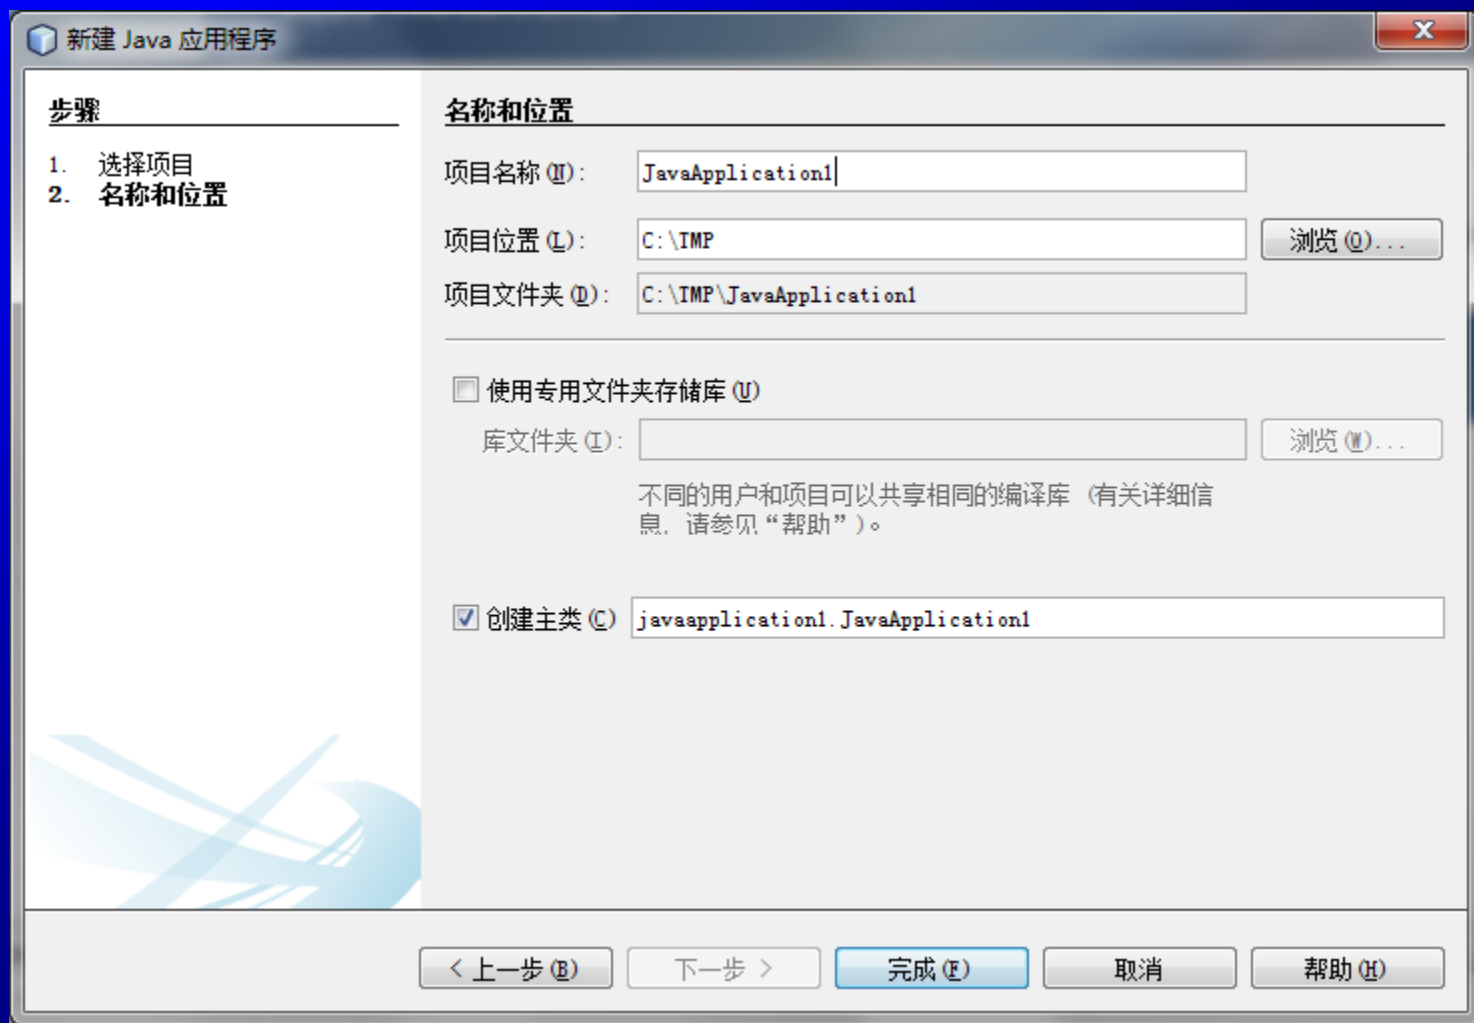 新建 Java 应用程序
步骤
1. 选择项目
2. 名称和位置
名称和位置
项目名称(N): JavaApplication1
项目位置(L): C:\TMP 浏览(O)...
项目文件夹(D): C:\TMP\JavaApplication1
使用专用文件夹存储库(U)
库文件夹(I): 浏览(W)...
不同的用户和项目可以共享相同的编译库 (有关详细信
息, 请参见“帮助”)。
创建主类(C) javaapplication1.JavaApplication1
< 上一步(B) 下一步 > 完成(F) 取消 帮助(H)